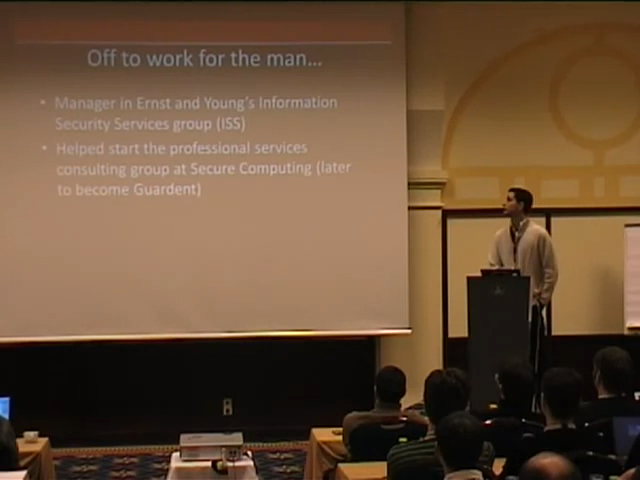 Off to work for the man...
• Manager in Ernst and Young's Information
Security Services group (ISS)
• Helped start the professional services
consulting group at Secure Computing (later
to become Guardent)